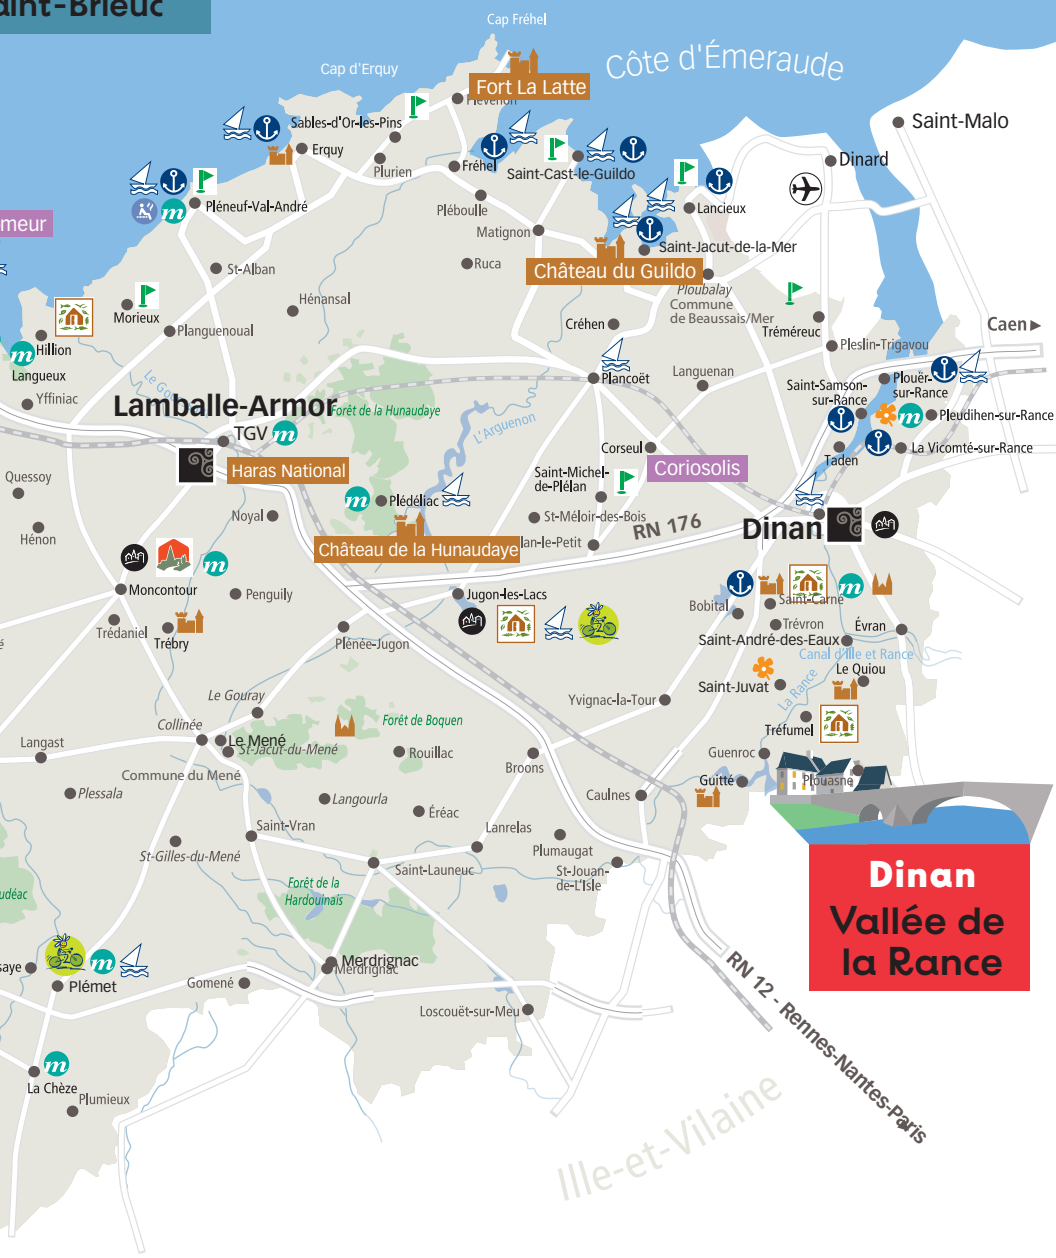 Cap Fréhel
Côte d'Émeraude
Cap d'Erquy
Fort La Latte
Sables-d'Or-les-Pins
Erquy
Plurien
Fréhel
Saint-Cast-le-Guildo
Saint-Malo
Dinard
Lancieux
Pléneuf-Val-André
Pléboulle
Matignon
Saint-Jacut-de-la-Mer
meur
St-Alban
Ruca
Château du Guildo
Ploubalay
Commune
de Beaussais/Mer
Hénansal
Morieux
Planguenoual
Créhen
Tréméreuc
Caen
Pleslin-Trigavou
m
Hillion
Langueux
Yffiniac
Plancoët
Languenan
Saint-Samson-
sur-Rance
Plouër-
sur-Rance
Pleudihen-sur-Rance
m
Lamballe-Armor
Forêt de la Hunaudaye
L'Arguenon
TGV
m
Corseul
Coriosolis
Taden
La Vicomté-sur-Rance
Haras National
Quessoy
Saint-Michel-
de-Plélan
m
Plédéliac
Noyal
Hénon
St-Méloir-des-Bois
RN 176
Dinan
Château de la Hunaudaye
lan-le-Petit
m
Moncontour
Penguily
Jugon-les-Lacs
m
Saint-Carné
Bobital
Trévron
Évran
Trédaniel
Trébry
Plénée-Jugon
Saint-André-des-Eaux
Canal d'Ille et Rance
Le Quiou
Saint-Juvat
La Rance
Le Gouray
Yvignac-la-Tour
Collinée
Forêt de Boquen
Tréfumel
Le Mené
St-Jacut-du-Mené
Langast
Rouillac
Guenroc
Commune du Mené
Broons
Guitté
Plouasne
Plessala
Langourla
Éréac
Caulnes
Saint-Vran
Lanrelas
Plumaugat
St-Gilles-du-Mené
Saint-Launeuc
St-Jouan-
de-L'Isle
Forêt de la
Hardouinais
udéac
Dinan
Vallée de
la Rance
Merdrignac
Merdrignac
saye
m
Plémet
Gomené
Loscouët-sur-Meu
RN 12 - Rennes-Nantes-Paris
m
La Chèze
Plumieux
Ille-et-Vilaine